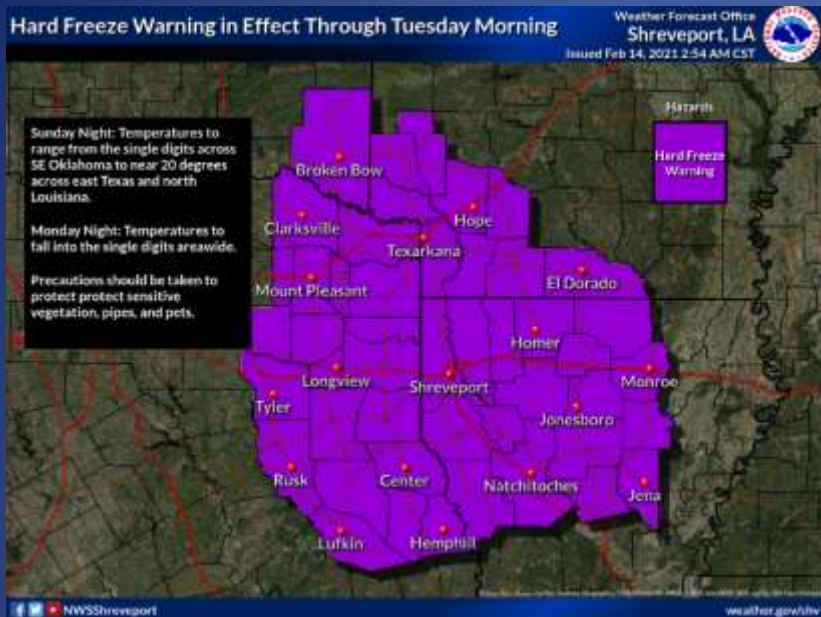 Hard Freeze Warning in Effect Through Tuesday Morning
Weather Forecast Office
Shreveport, LA
Issued Feb 14, 2021 2:54 AM CST
Hazards
Hard Freeze
Warning
Sunday Night: Temperatures to
range from the single digits across
SE Oklahoma to near 20 degrees
across east Texas and north
Louisiana.
Monday Night: Temperatures to
fall into the single digits areawide.
Precautions should be taken to
protect protect sensitive
vegetation, pipes, and pets.
Broken Bow
Clarksville
Hope
Texarkana
Mount Pleasant
El Dorado
Homer
Longview
Shreveport
Monroe
Tyler
Jonesboro
Rusk
Center
Natchitoches
Jena
Lufkin
Hemphill
NWSShreveport
weather.gov/shv